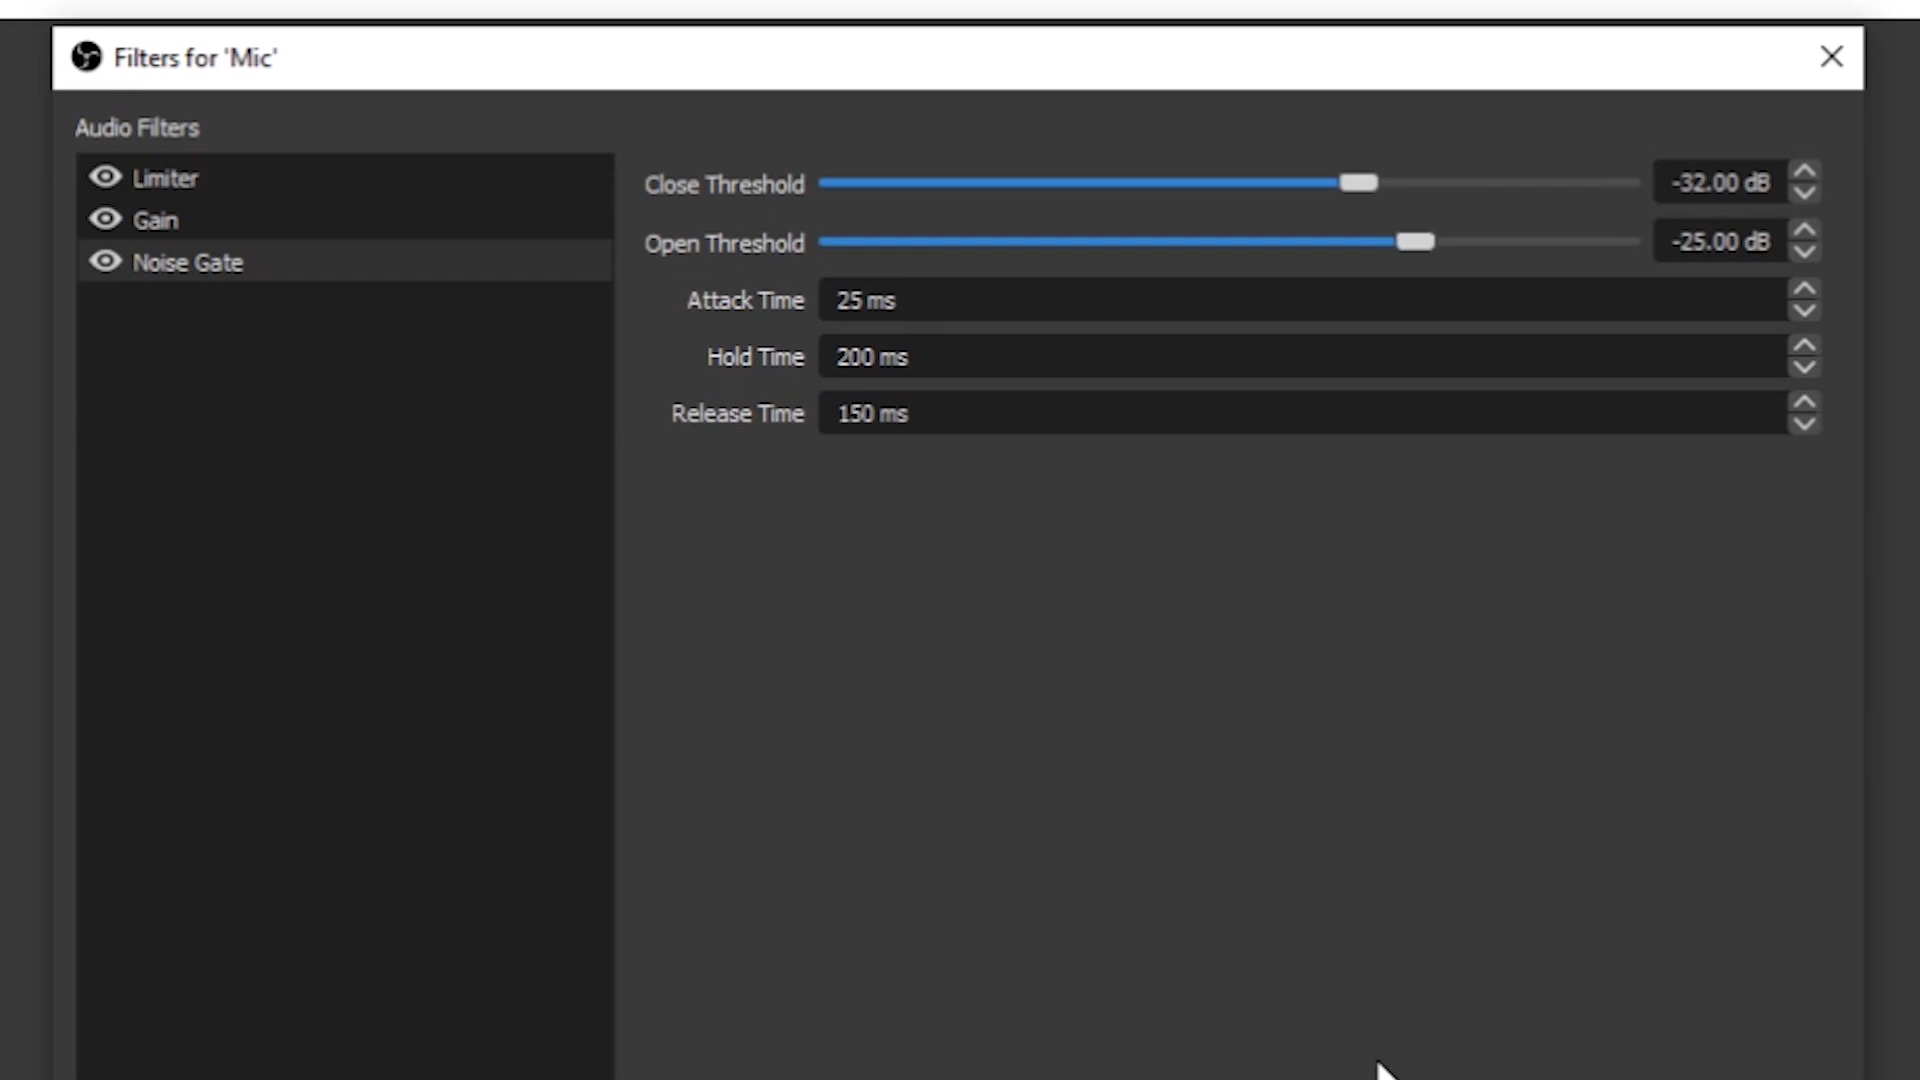 Filters for 'Mic'
Audio Filters
Limiter
Gain
Noise Gate
Close Threshold -32.00 dB
Open Threshold -25.00 dB
Attack Time 25 ms
Hold Time 200 ms
Release Time 150 ms